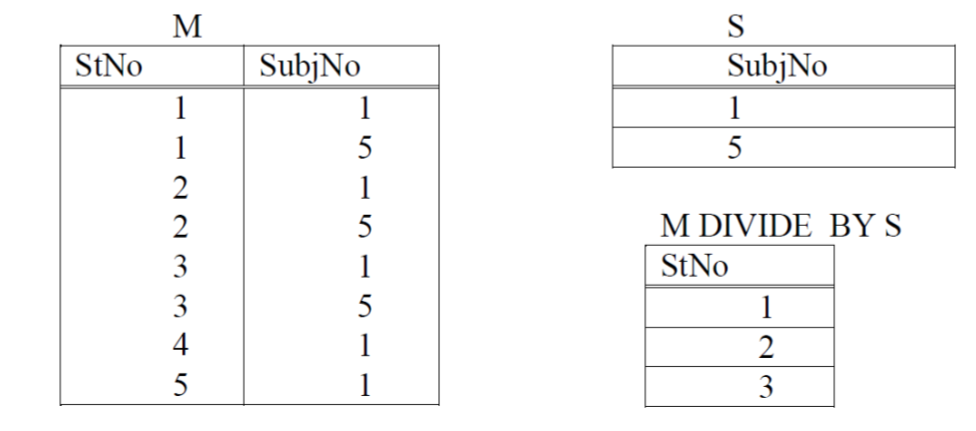 M
StNo SubjNo
1 1
1 5
2 1
2 5
3 1
3 5
4 1
5 1
S
SubjNo
1
5
M DIVIDE BY S
StNo
1
2
3